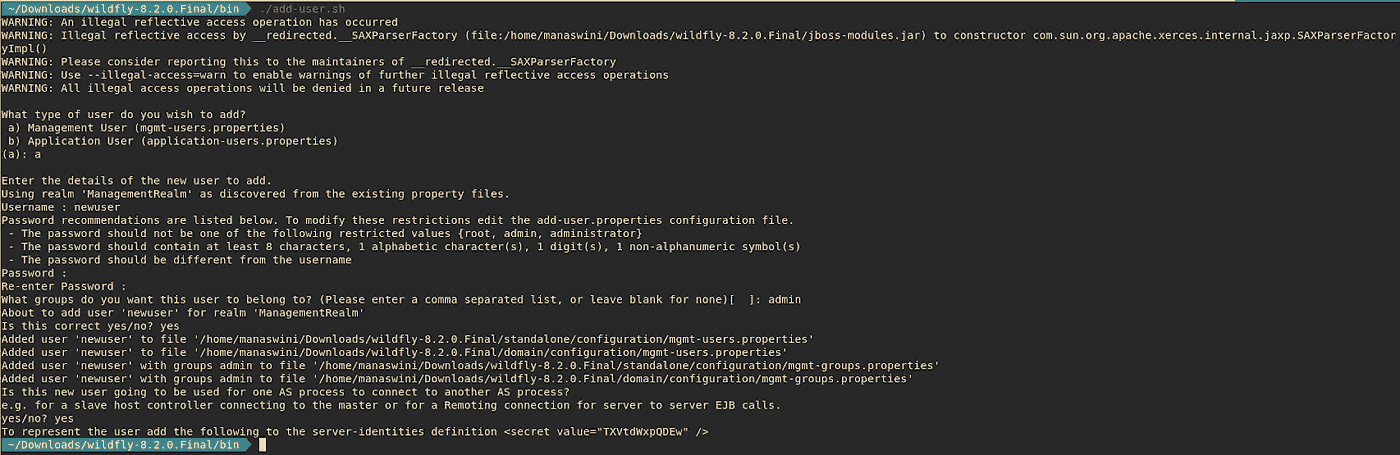 ~/Downloads/wildfly-8.2.0.Final/bin ./add-user.sh
WARNING: An illegal reflective access operation has occurred
WARNING: Illegal reflective access by __redirected.__SAXParserFactory (file:/home/manaswini/Downloads/wildfly-8.2.0.Final/jboss-modules.jar) to constructor com.sun.org.apache.xerces.internal.jaxp.SAXParserFactor
yImpl()
WARNING: Please consider reporting this to the maintainers of __redirected.__SAXParserFactory
WARNING: Use --illegal-access=warn to enable warnings of further illegal reflective access operations
WARNING: All illegal access operations will be denied in a future release
What type of user do you wish to add?
a) Management User (mgmt-users.properties)
b) Application User (application-users.properties)
(a): a
Enter the details of the new user to add.
Using realm 'ManagementRealm' as discovered from the existing property files.
Username : newuser
Password recommendations are listed below. To modify these restrictions edit the add-user.properties configuration file.
- The password should not be one of the following restricted values {root, admin, administrator}
- The password should contain at least 8 characters, 1 alphabetic character(s), 1 digit(s), 1 non-alphanumeric symbol(s)
- The password should be different from the username
Password :
Re-enter Password :
What groups do you want this user to belong to? (Please enter a comma separated list, or leave blank for none)[  ]: admin
About to add user 'newuser' for realm 'ManagementRealm'
Is this correct yes/no? yes
Added user 'newuser' to file '/home/manaswini/Downloads/wildfly-8.2.0.Final/standalone/configuration/mgmt-users.properties'
Added user 'newuser' to file '/home/manaswini/Downloads/wildfly-8.2.0.Final/domain/configuration/mgmt-users.properties'
Added user 'newuser' with groups admin to file '/home/manaswini/Downloads/wildfly-8.2.0.Final/standalone/configuration/mgmt-groups.properties'
Added user 'newuser' with groups admin to file '/home/manaswini/Downloads/wildfly-8.2.0.Final/domain/configuration/mgmt-groups.properties'
Is this new user going to be used for one AS process to connect to another AS process?
e.g. for a slave host controller connecting to the master or for a Remoting connection for server to server EJB calls.
yes/no? yes
To represent the user add the following to the server-identities definition <secret value="TXVtdWxpQDEw" />
~/Downloads/wildfly-8.2.0.Final/bin